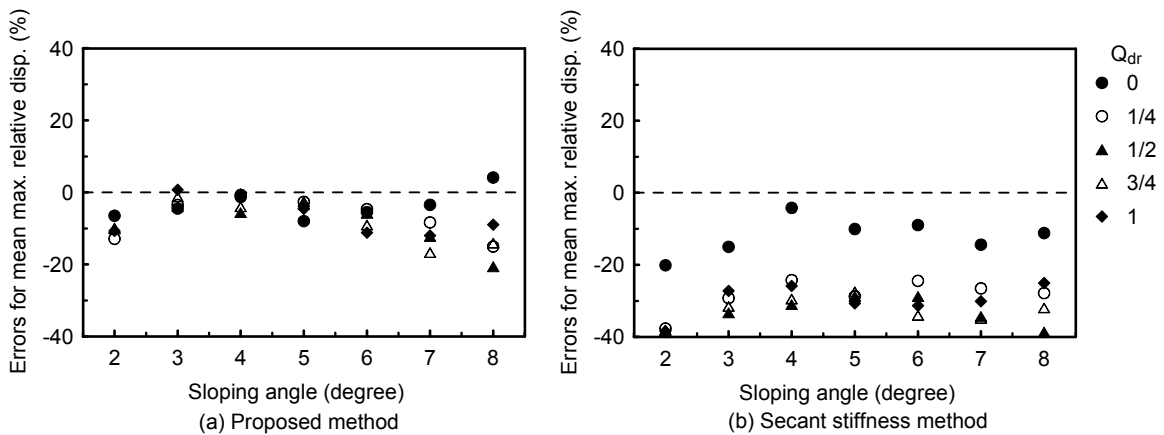 Errors for mean max. relative disp. (%)
40
20
0
-20
-40
2 3 4 5 6 7 8
Sloping angle (degree)
(a) Proposed method
Errors for mean max. relative disp. (%)
40
20
0
-20
-40
2 3 4 5 6 7 8
Sloping angle (degree)
(b) Secant stiffness method
Qdr
0
1/4
1/2
3/4
1